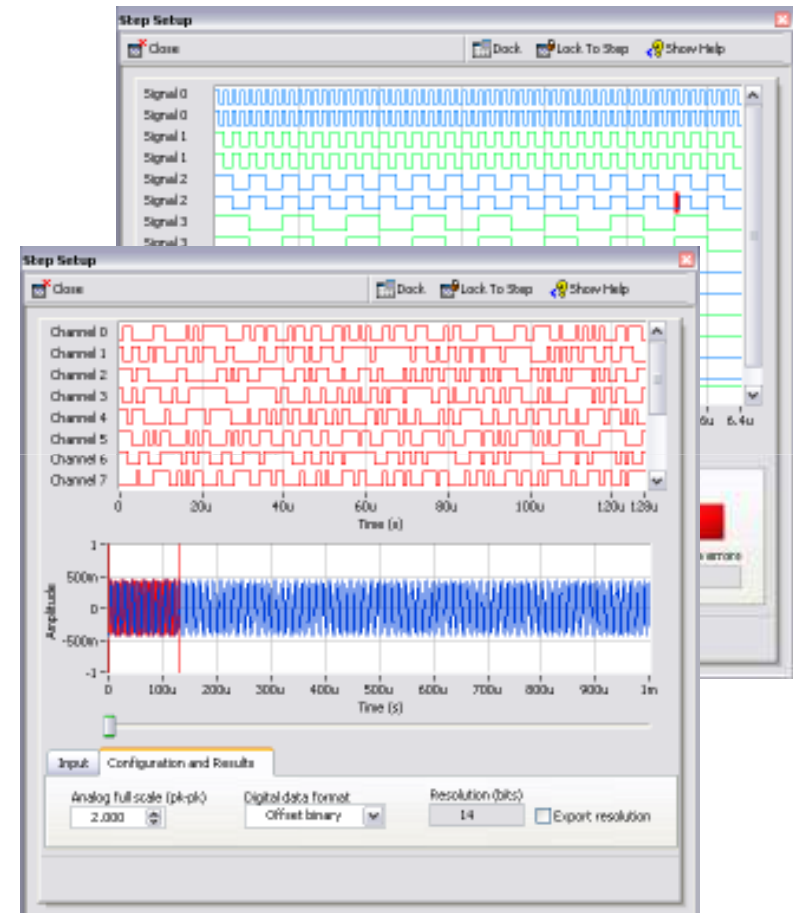 Step Setup
Close Dock Lock To Step Show Help
Signal 0
Signal 0
Signal 1
Signal 1
Signal 2
Signal 2
Signal 3
Signal 3
6u 6.4u
errors
Step Setup
Close Dock Lock To Step Show Help
Channel 0
Channel 1
Channel 2
Channel 3
Channel 4
Channel 5
Channel 6
Channel 7
0 20u 40u 60u 80u 100u 120u 128u
Time (s)
1
500m
0
-500m
-1
Amplitude
0 100u 200u 300u 400u 500u 600u 700u 800u 900u 1m
Time (s)
Input Configuration and Results
Analog full scale (pk-pk) Digital data format Resolution (bits)
2.000 Offset binary 14 Export resolution